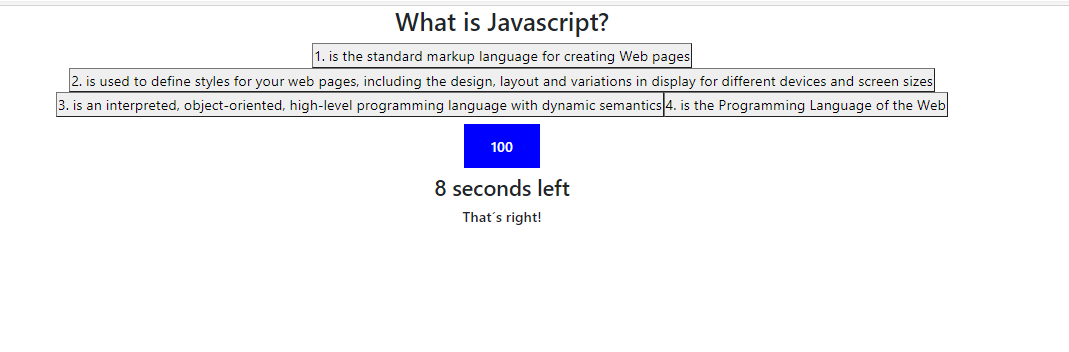 What is Javascript?
1. is the standard markup language for creating Web pages
2. is used to define styles for your web pages, including the design, layout and variations in display for different devices and screen sizes
3. is an interpreted, object-oriented, high-level programming language with dynamic semantics 4. is the Programming Language of the Web
100
8 seconds left
That´s right!